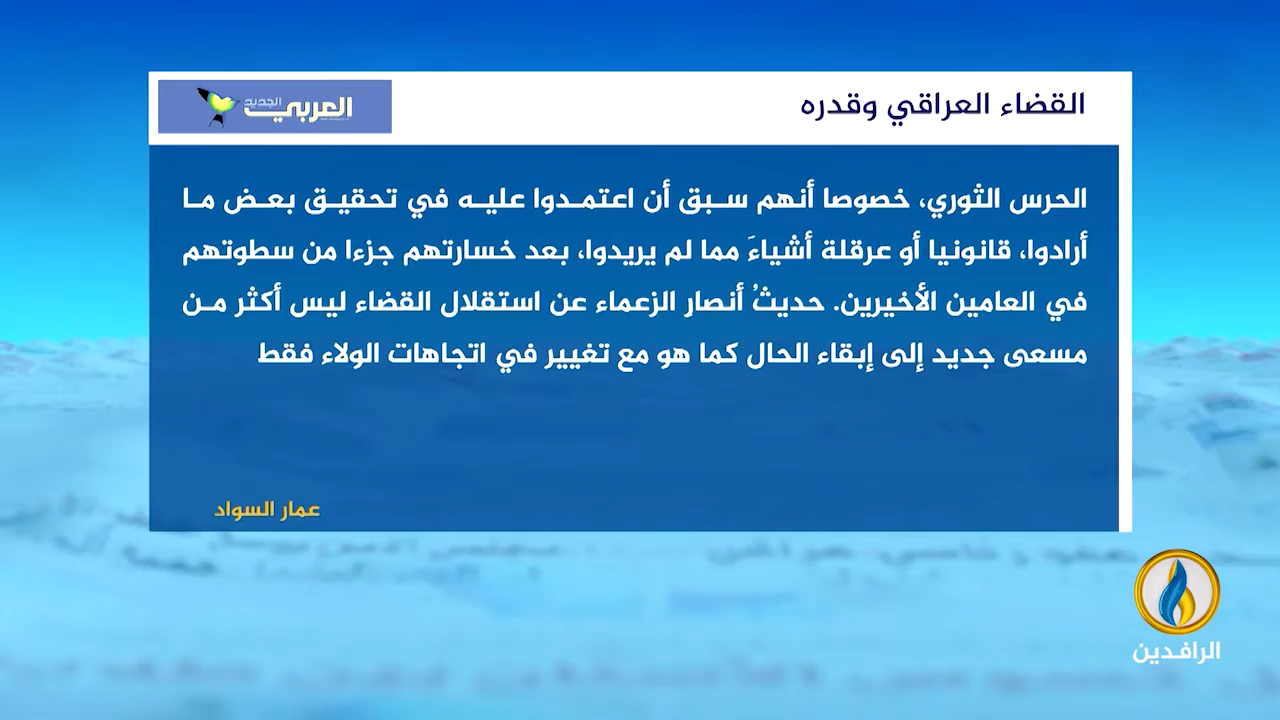 القضاء العراقي وقدره
العربي الجديد
الحرس الثوري، خصوصا أنهم سبق أن اعتمدوا عليه في تحقيق بعض ما
أرادوا، قانونيا أو عرقلة أشياءَ مما لم يريدوا، بعد خسارتهم جزءا من سطوتهم
في العامين الأخيرين. حديثُ أنصار الزعماء عن استقلال القضاء ليس أكثر من
مسعى جديد إلى إبقاء الحال كما هو مع تغيير في اتجاهات الولاء فقط
عمار السواد
الرافدين